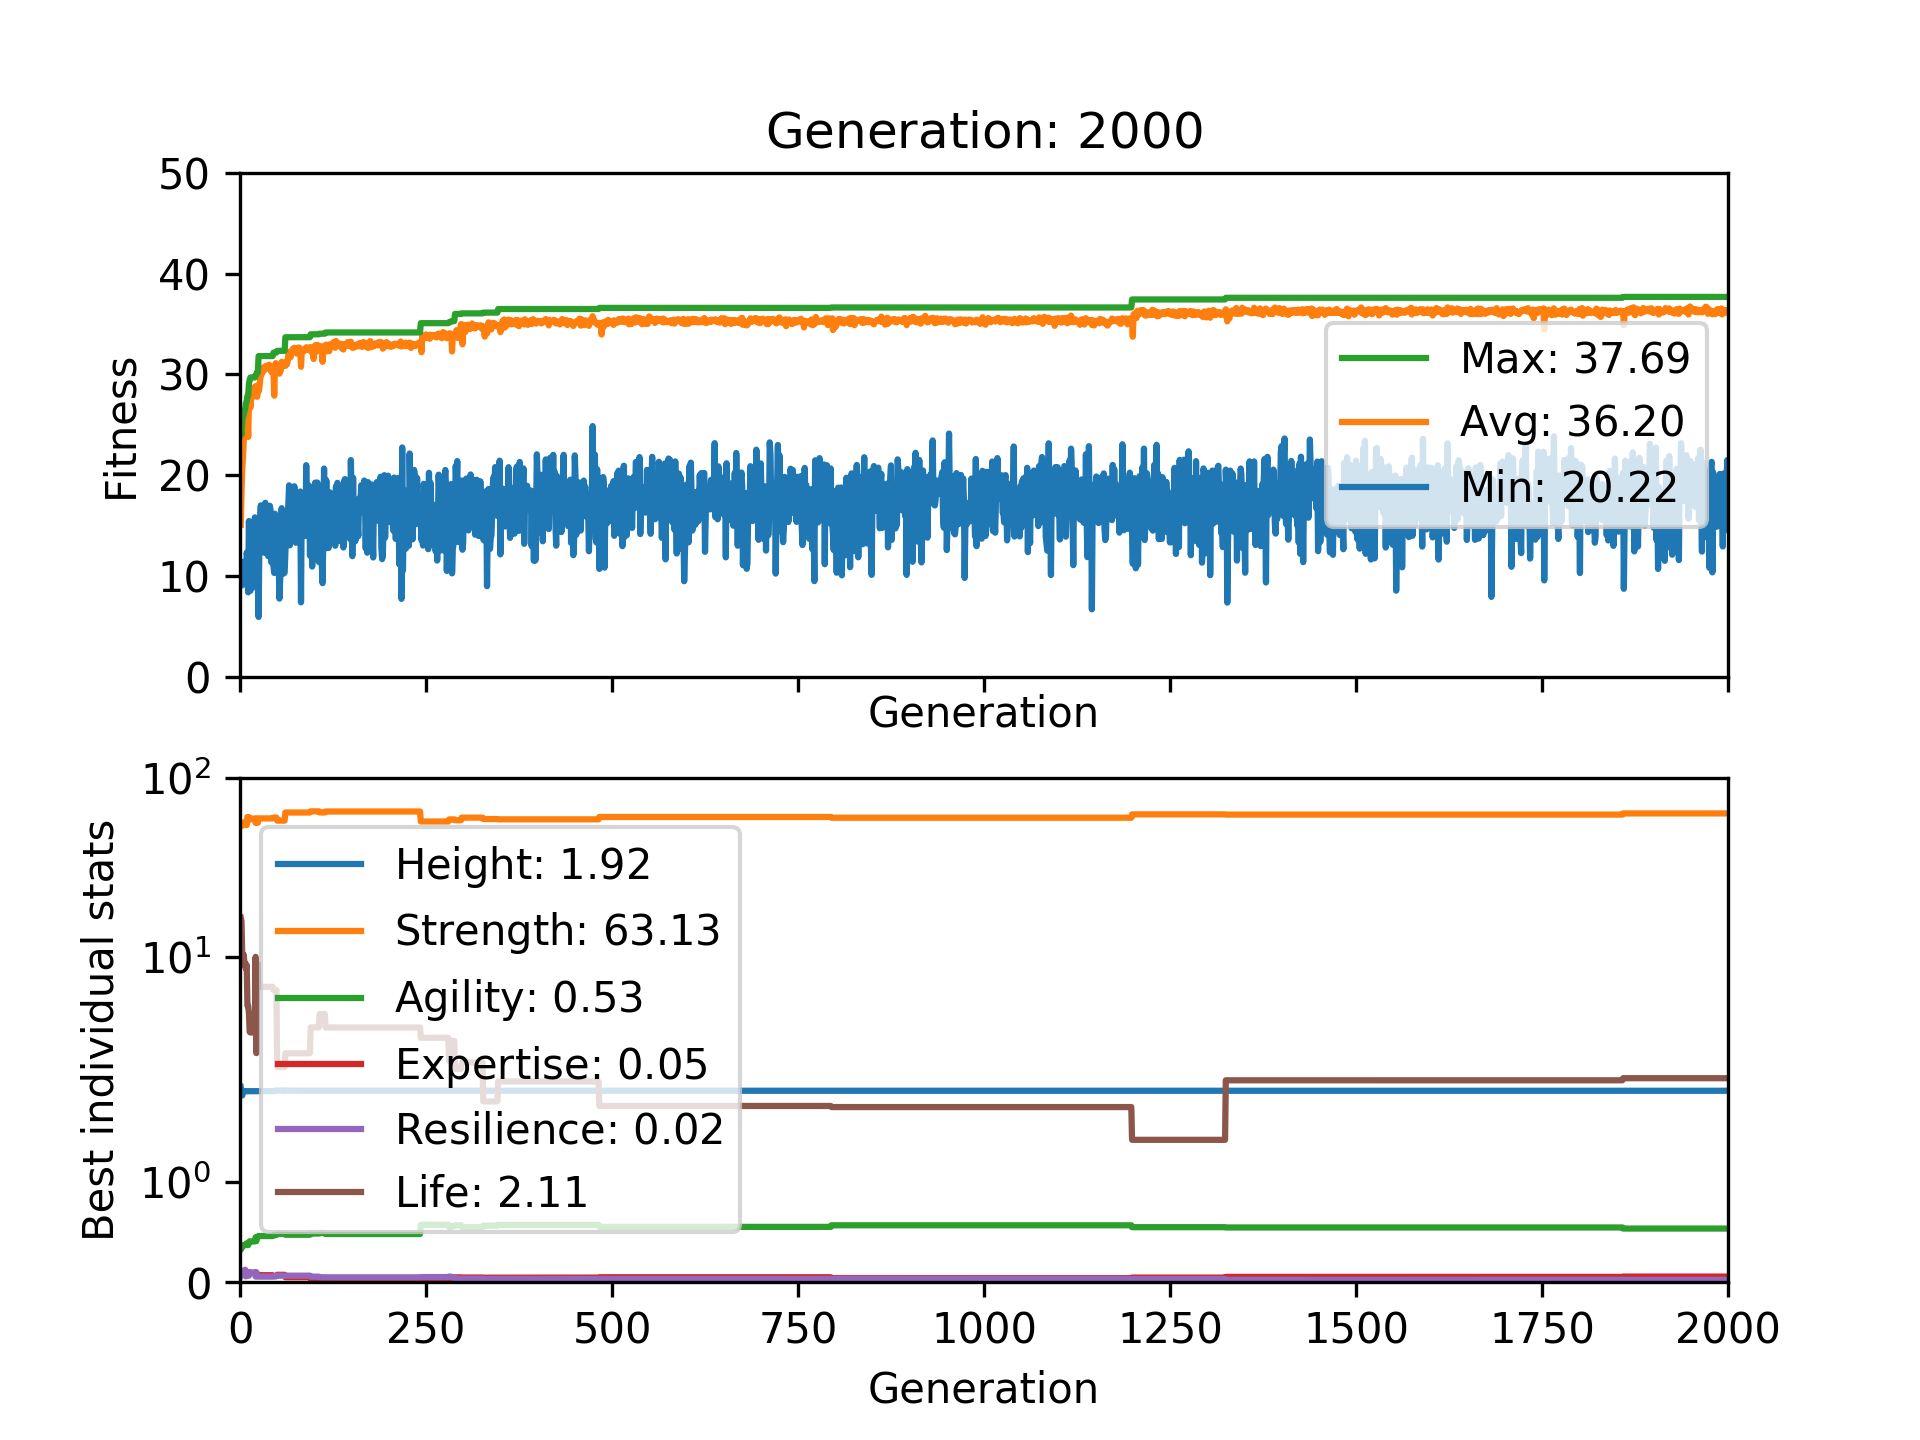 Generation: 2000
50
40
30
20
10
0
Fitness
Max: 37.69
Avg: 36.20
Min: 20.22
Generation
10²
10¹
10⁰
0
Best individual stats
Height: 1.92
Strength: 63.13
Agility: 0.53
Expertise: 0.05
Resilience: 0.02
Life: 2.11
0 250 500 750 1000 1250 1500 1750 2000
Generation